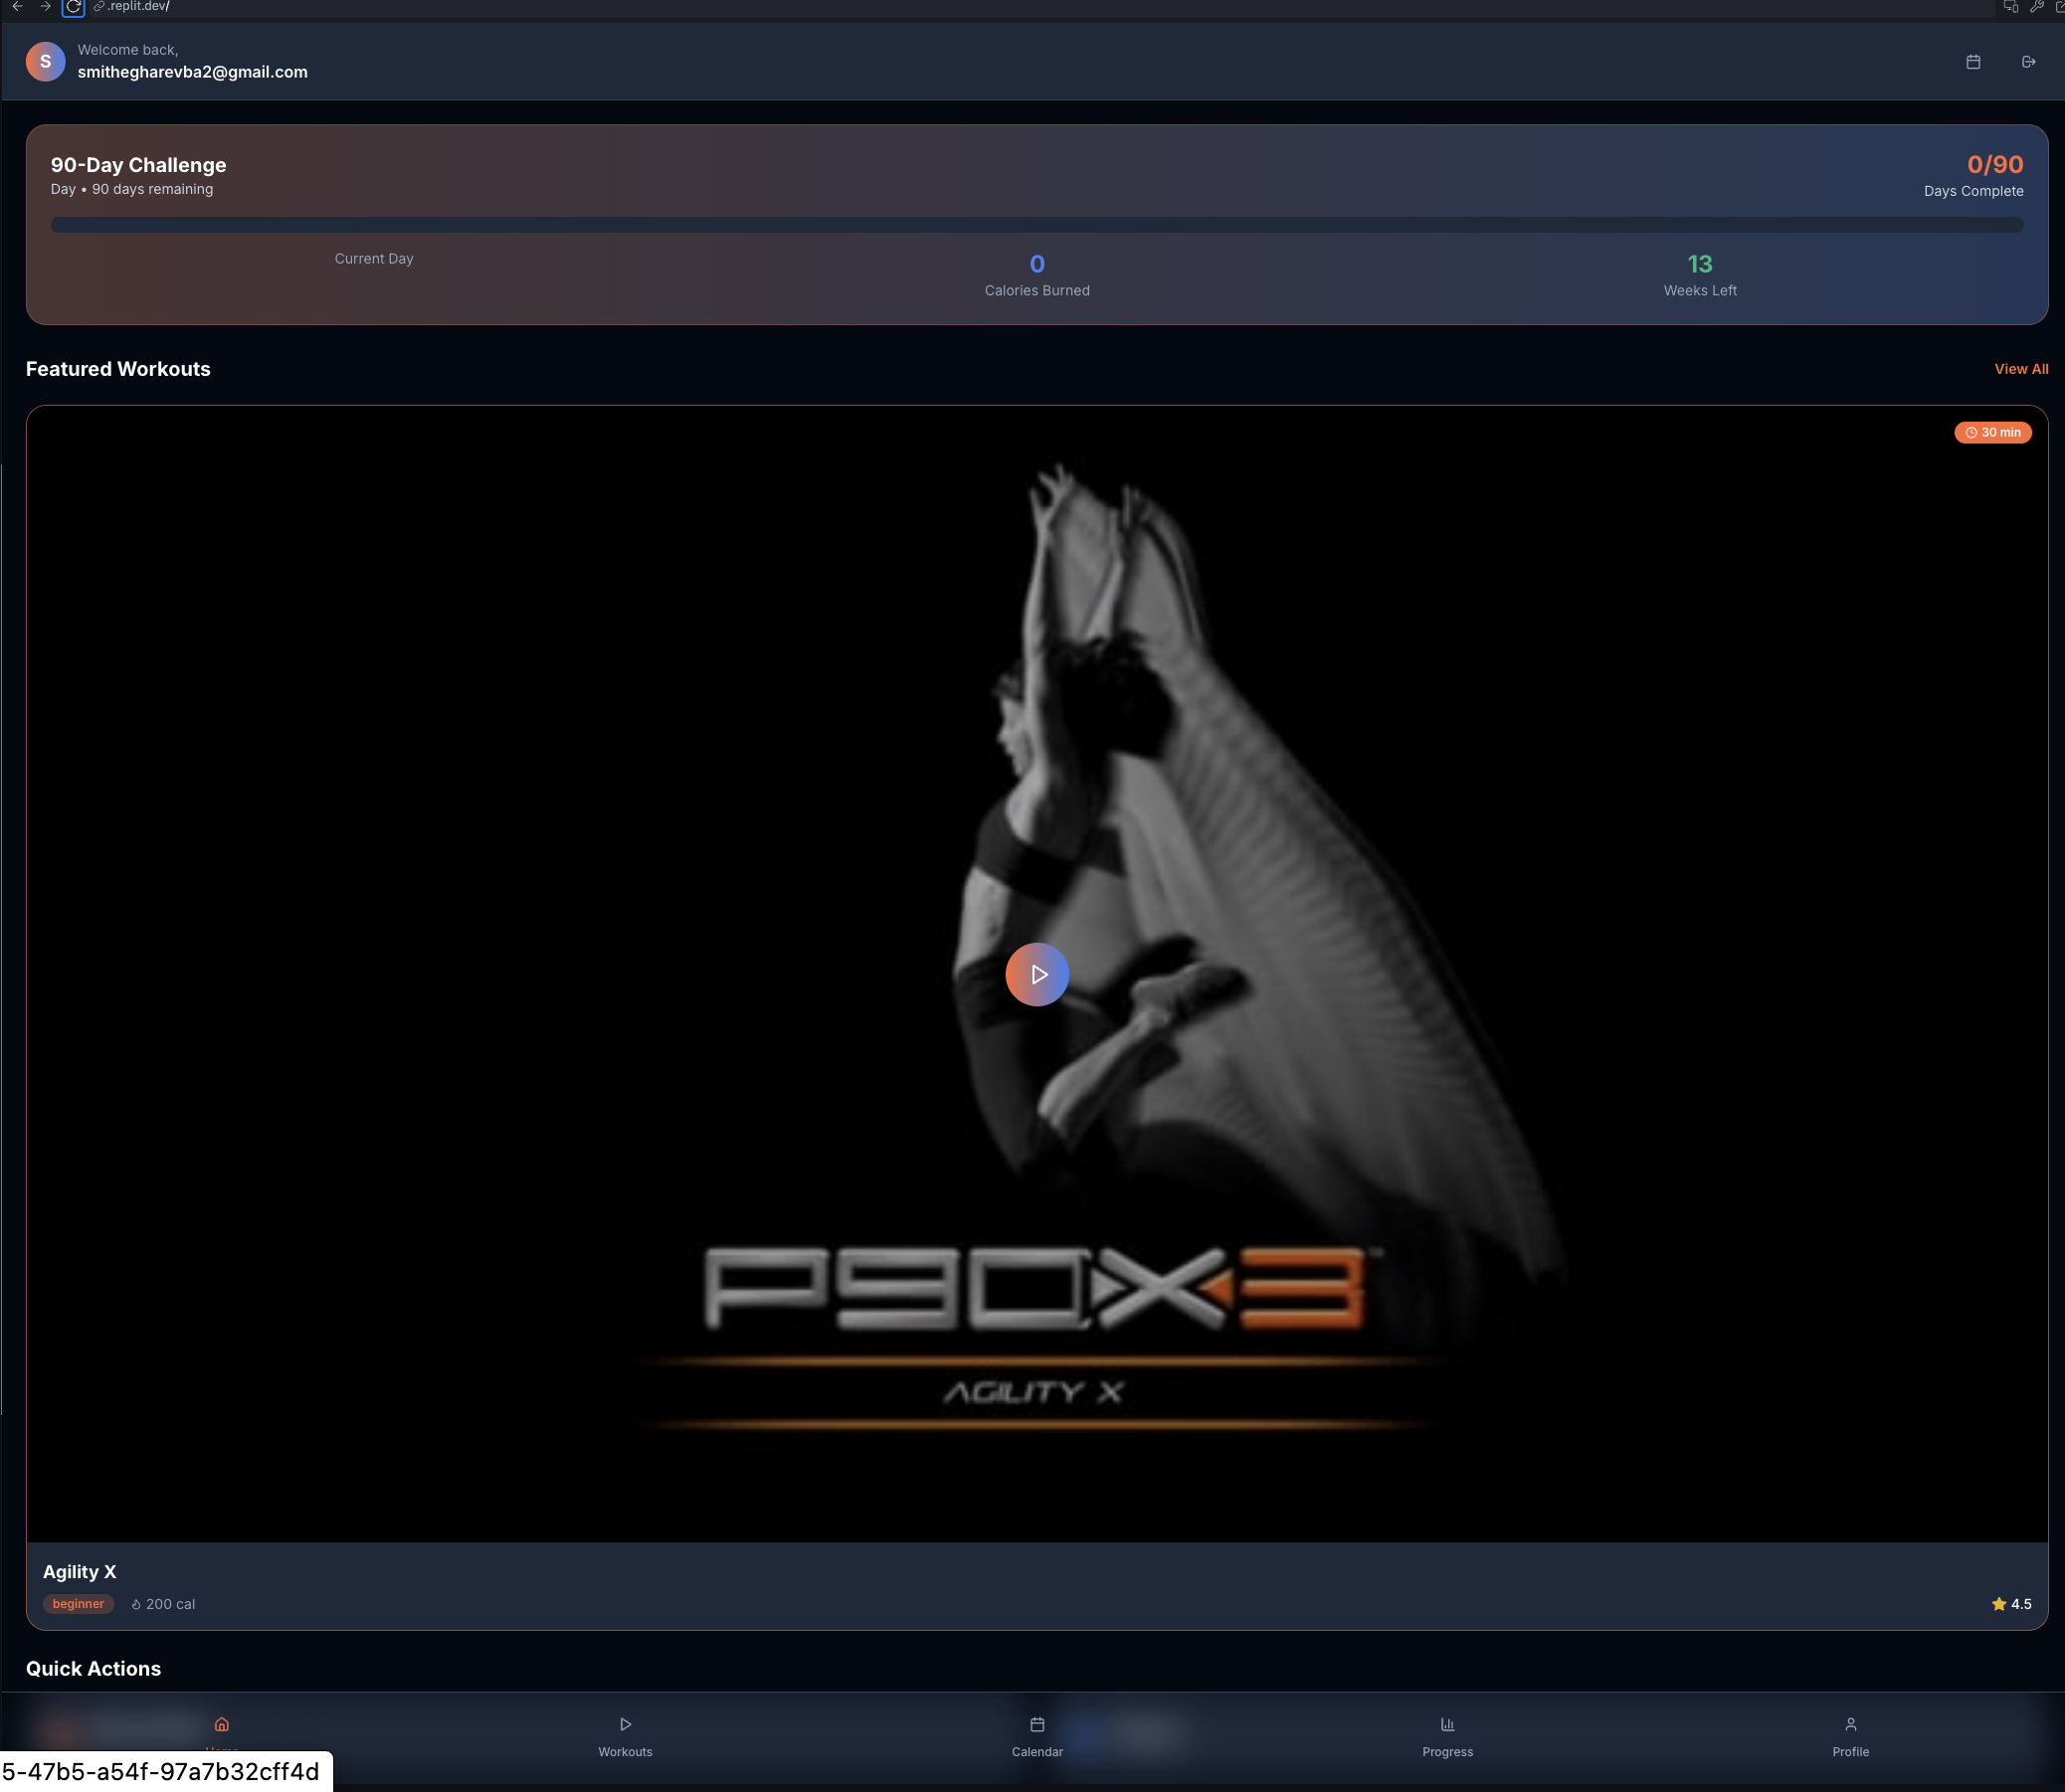 .replit.dev/
S
Welcome back,
smithegharevba2@gmail.com
90-Day Challenge
Day • 90 days remaining
0/90
Days Complete
Current Day
0
Calories Burned
13
Weeks Left
Featured Workouts
View All
30 min
P90X3™
AGILITY X
Agility X
beginner
200 cal
4.5
Quick Actions
Home
Workouts
Calendar
Progress
Profile
5-47b5-a54f-97a7b32cff4d